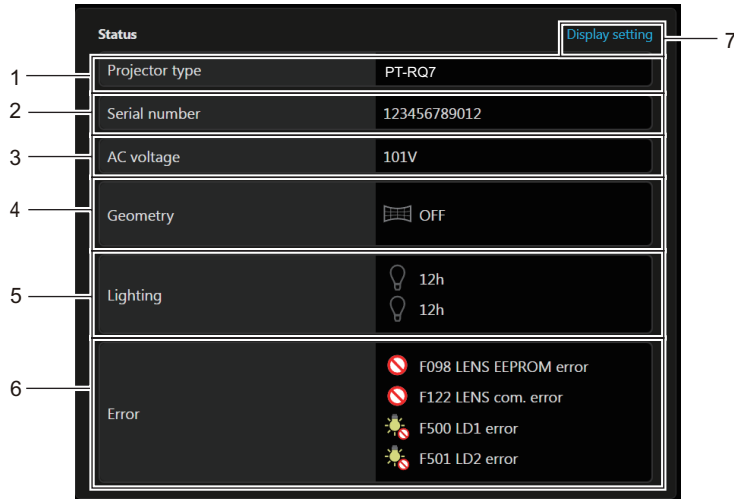 Status Display setting 7
1 Projector type PT-RQ7
2 Serial number 123456789012
3 AC voltage 101V
4 Geometry OFF
5 Lighting 12h
12h
6 Error F098 LENS EEPROM error
F122 LENS com. error
F500 LD1 error
F501 LD2 error